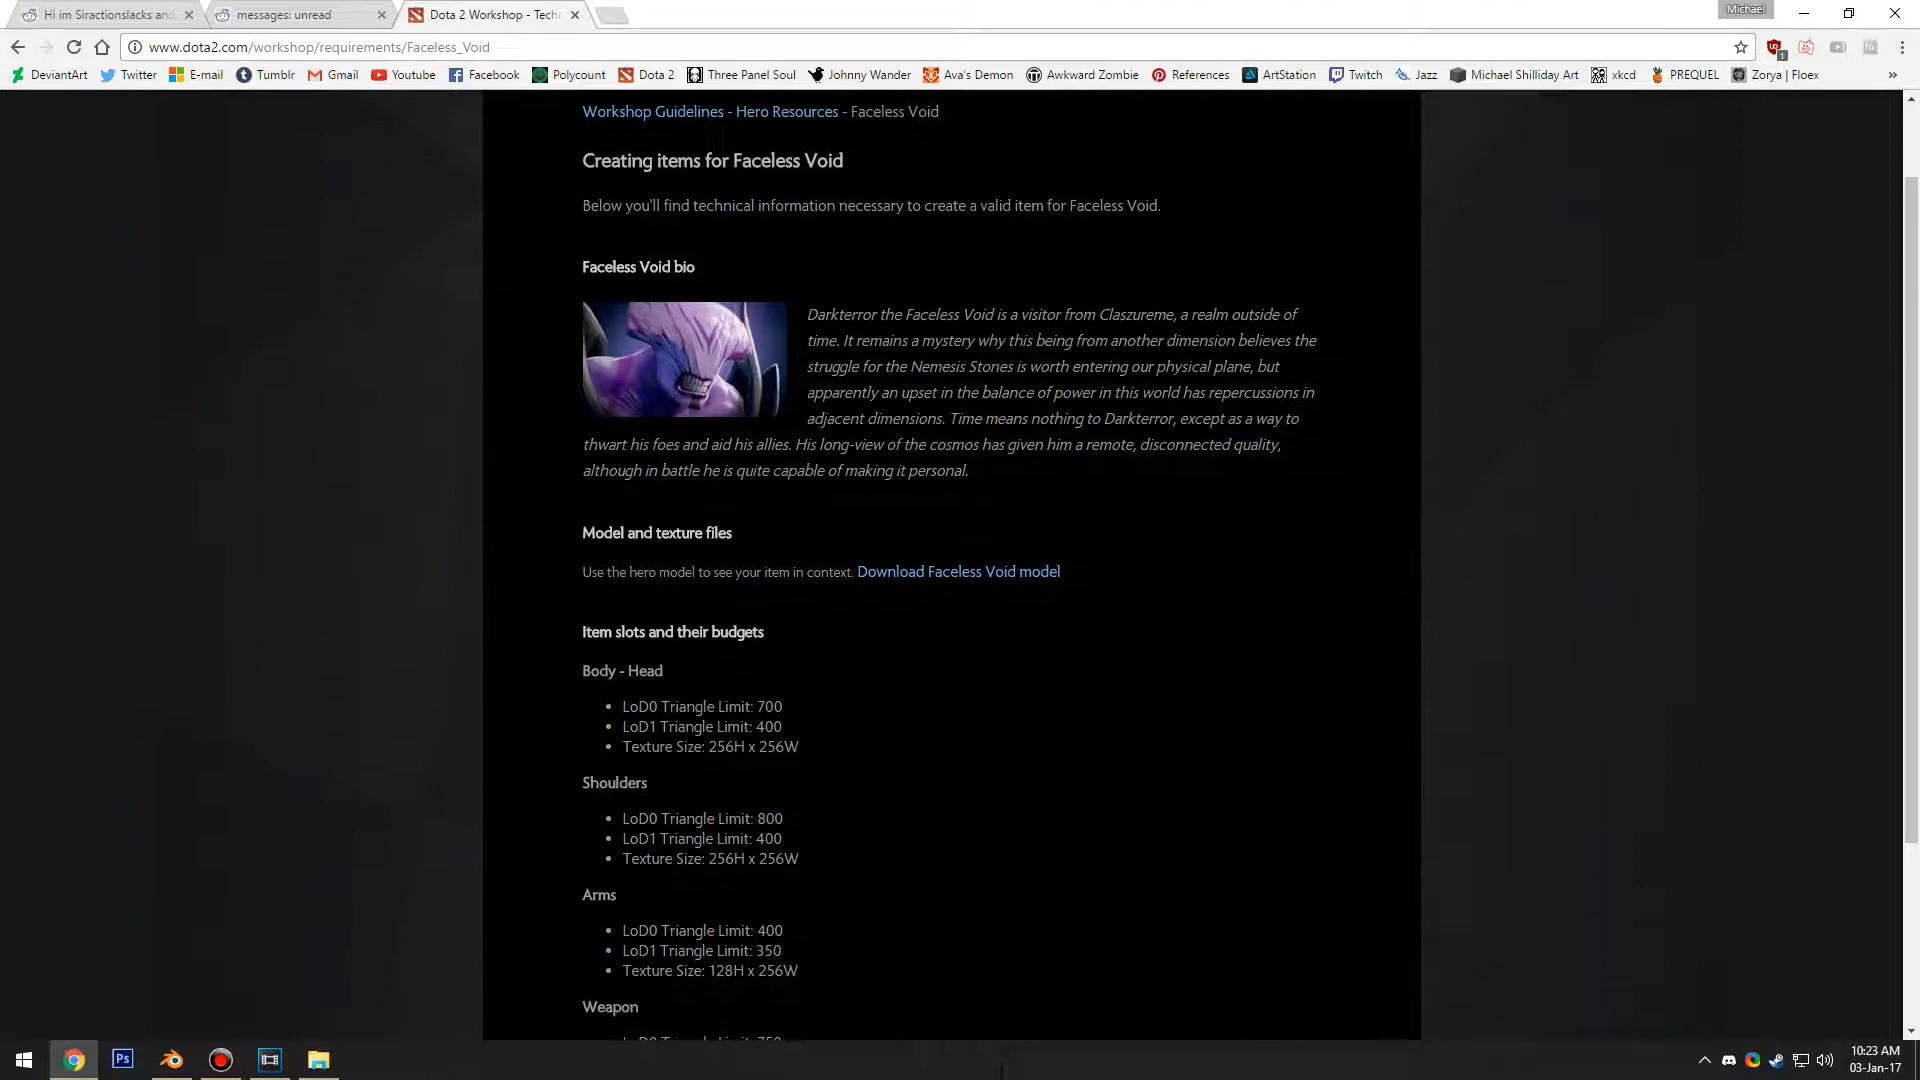 Hi im Siractionslacks and
messages: unread
Dota 2 Workshop - Tech
Michael
www.dota2.com/workshop/requirements/Faceless_Void
DeviantArt Twitter E-mail Tumblr Gmail Youtube Facebook Polycount Dota 2 Three Panel Soul Johnny Wander Ava's Demon Awkward Zombie References ArtStation Twitch Jazz Michael Shilliday Art xkcd PREQUEL Zorya | Floex »
Workshop Guidelines - Hero Resources - Faceless Void
Creating items for Faceless Void
Below you'll find technical information necessary to create a valid item for Faceless Void.
Faceless Void bio
Darkterror the Faceless Void is a visitor from Claszureme, a realm outside of
time. It remains a mystery why this being from another dimension believes the
struggle for the Nemesis Stones is worth entering our physical plane, but
apparently an upset in the balance of power in this world has repercussions in
adjacent dimensions. Time means nothing to Darkterror, except as a way to
thwart his foes and aid his allies. His long-view of the cosmos has given him a remote, disconnected quality,
although in battle he is quite capable of making it personal.
Model and texture files
Use the hero model to see your item in context. Download Faceless Void model
Item slots and their budgets
Body - Head
• LoD0 Triangle Limit: 700
• LoD1 Triangle Limit: 400
• Texture Size: 256H x 256W
Shoulders
• LoD0 Triangle Limit: 800
• LoD1 Triangle Limit: 400
• Texture Size: 256H x 256W
Arms
• LoD0 Triangle Limit: 400
• LoD1 Triangle Limit: 350
• Texture Size: 128H x 256W
Weapon
Ps
10:23 AM
03-Jan-17